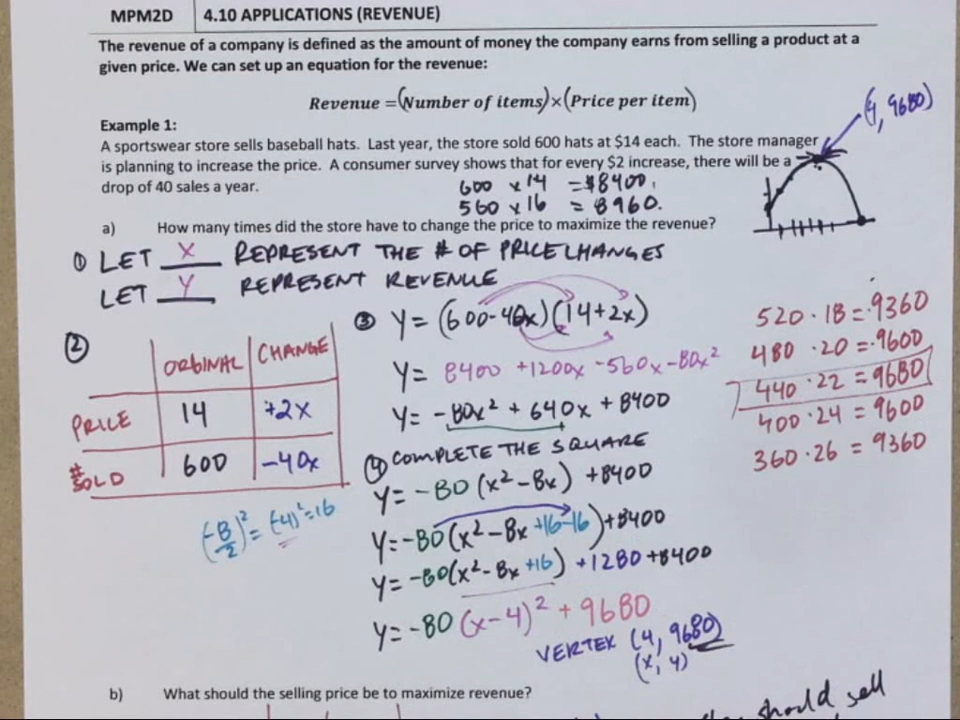 MPM2D 4.10 APPLICATIONS (REVENUE)
The revenue of a company is defined as the amount of money the company earns from selling a product at a
given price. We can set up an equation for the revenue:
Revenue = (Number of items) × (Price per item)
(4, 9680)
Example 1:
A sportswear store sells baseball hats. Last year, the store sold 600 hats at $14 each. The store manager
is planning to increase the price. A consumer survey shows that for every $2 increase, there will be a
drop of 40 sales a year.
600 x 14 = $8400.
560 x 16 = 8960.
a) How many times did the store have to change the price to maximize the revenue?
① LET X REPRESENT THE # OF PRICE CHANGES
LET Y REPRESENT REVENUE
②
ORGINAL CHANGE
PRICE 14 +2x
# SOLD 600 -40x
(-8/2)² = (-4)² = 16
③ y = (600-40x)(14+2x)
y = 8400 +1200x -560x -80x²
y = -80x² + 640x + 8400
④ COMPLETE THE SQUARE
y = -80 (x² -8x) +8400
y = -80(x² -8x +16-16) +8400
y = -80(x² -8x +16) +1280 +8400
y = -80 (x-4)² + 9680
VERTEX (4, 9680)
(x, y)
520 · 18 = 9360
480 · 20 = 9600
440 · 22 = 9680
400 · 24 = 9600
360 · 26 = 9360
b) What should the selling price be to maximize revenue?
should sell